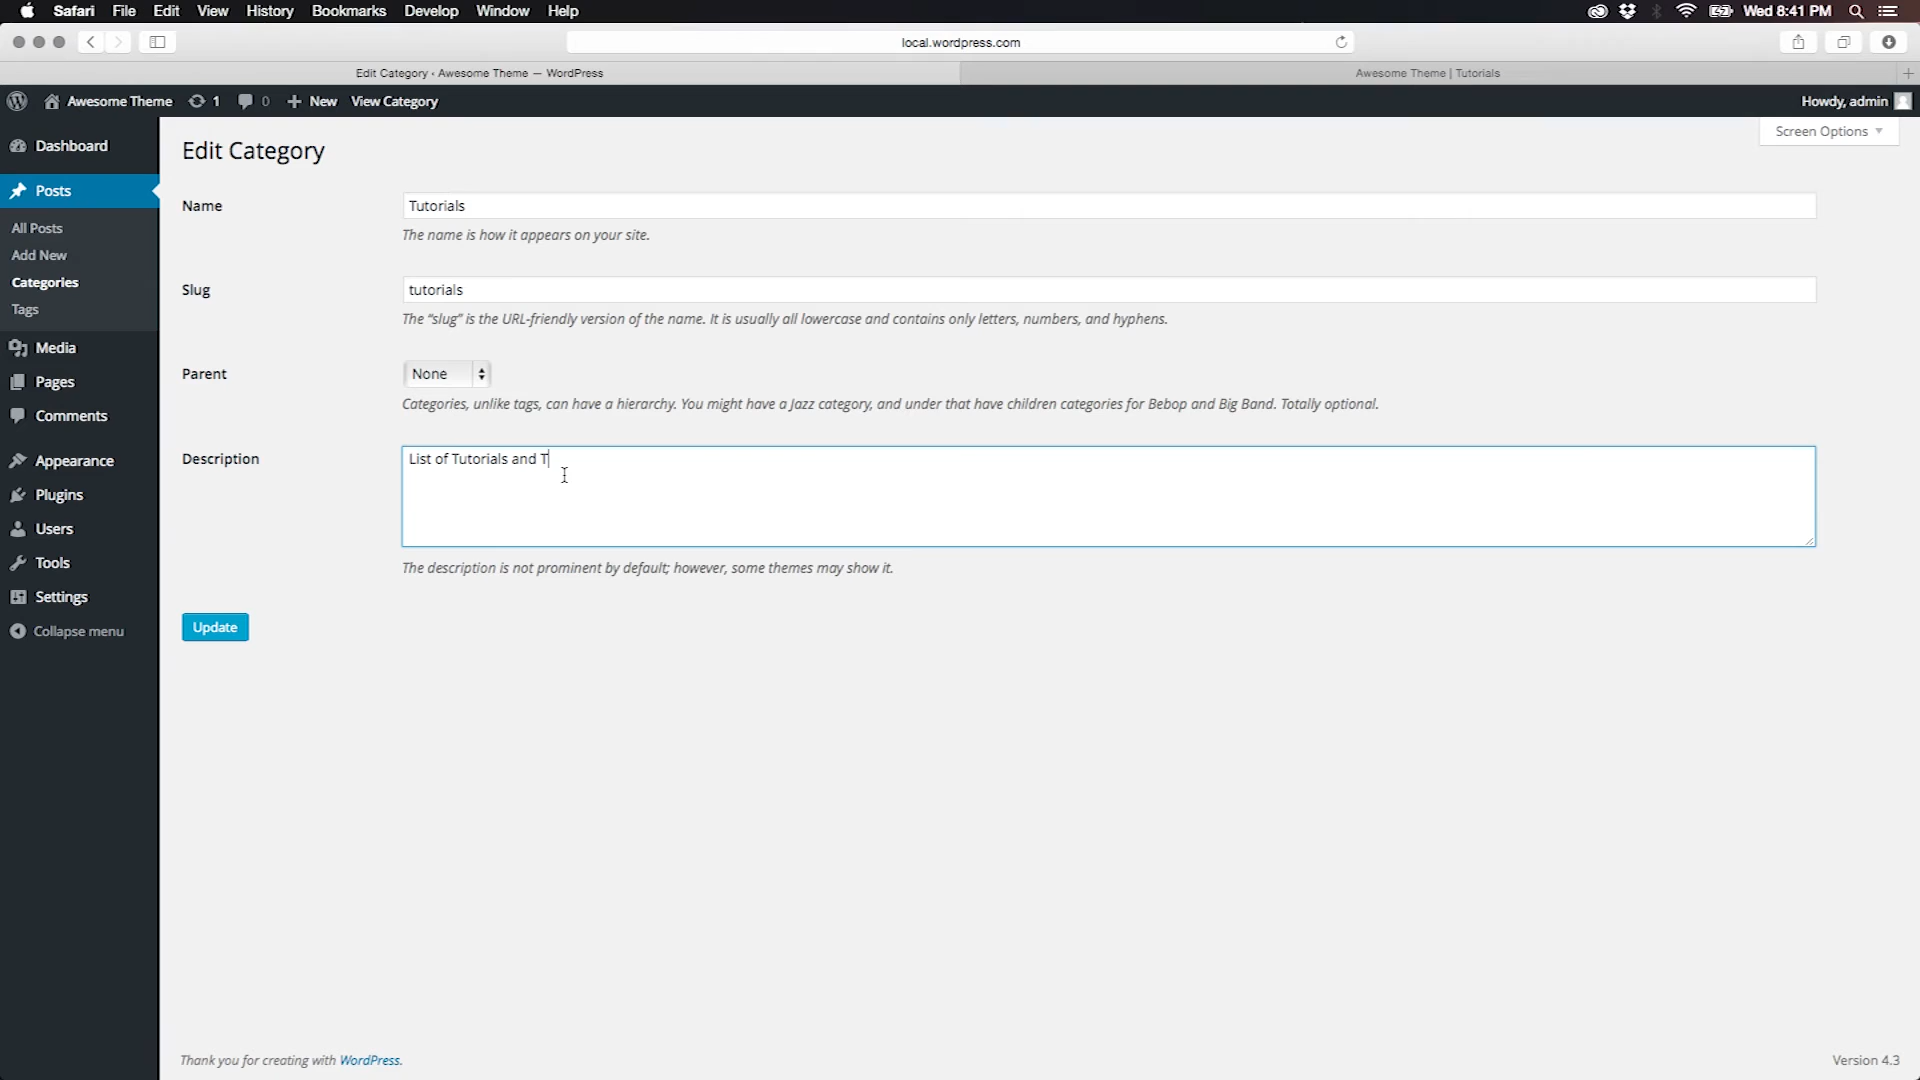 Safari File Edit View History Bookmarks Develop Window Help Wed 8:41 PM
local.wordpress.com
Edit Category ‹ Awesome Theme — WordPress
Awesome Theme | Tutorials
Awesome Theme 1 0 New View Category Howdy, admin
Screen Options
Dashboard
Posts
All Posts
Add New
Categories
Tags
Media
Pages
Comments
Appearance
Plugins
Users
Tools
Settings
Collapse menu
Edit Category
Name
Tutorials
The name is how it appears on your site.
Slug
tutorials
The “slug” is the URL-friendly version of the name. It is usually all lowercase and contains only letters, numbers, and hyphens.
Parent
None
Categories, unlike tags, can have a hierarchy. You might have a Jazz category, and under that have children categories for Bebop and Big Band. Totally optional.
Description
List of Tutorials and T
The description is not prominent by default; however, some themes may show it.
Update
Thank you for creating with WordPress.
Version 4.3